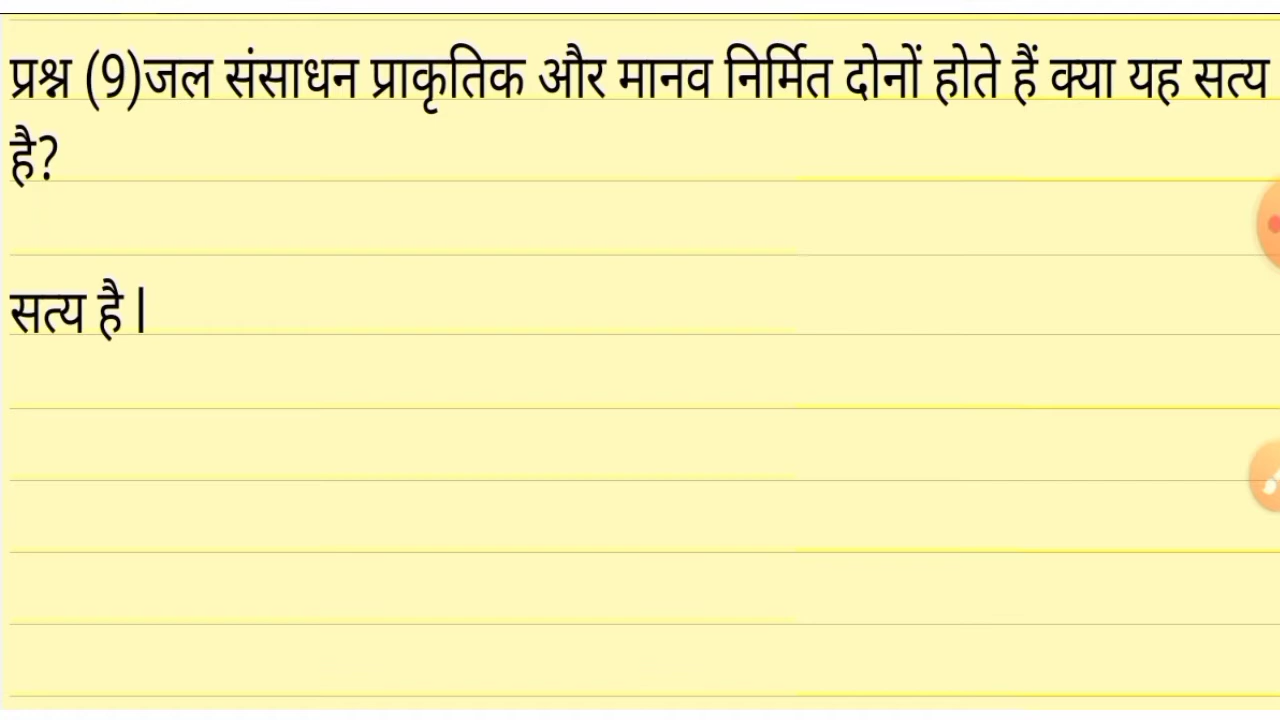 प्रश्न (9)जल संसाधन प्राकृतिक और मानव निर्मित दोनों होते हैं क्या यह सत्य
है?
सत्य है |